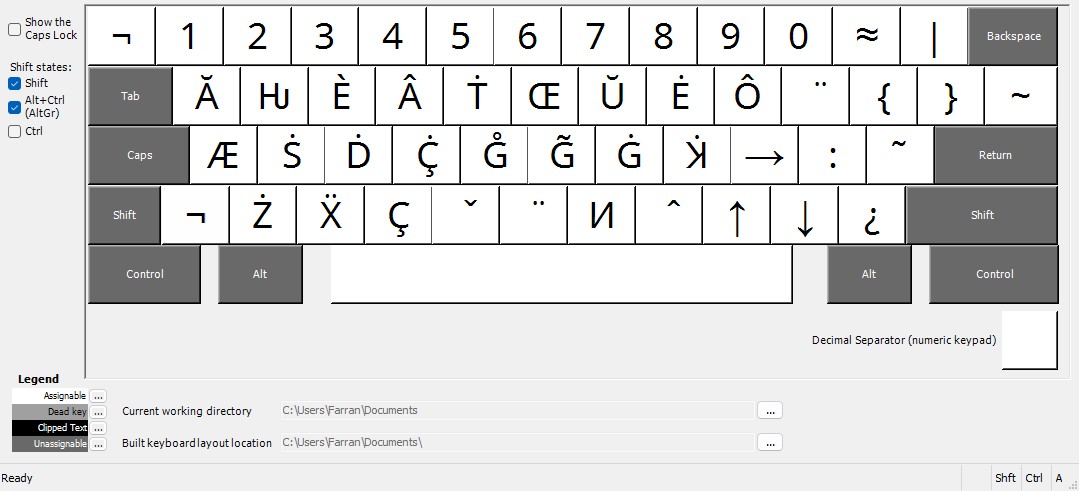 Show the
Caps Lock
¬ 1 2 3 4 5 6 7 8 9 0 ≈ | Backspace
Shift states:
Shift
Alt+Ctrl
(AltGr)
Ctrl
Tab Ă Ƕ È Â Ṫ Œ Ŭ Ė Ô ¨ { } ~
Caps Æ Ṡ Ḋ Ç̇ G̊ G̃ Ġ ʞ̇ → : ˜ Return
Shift ¬ Ż Ẍ Ç ˇ ¨ И ˆ ↑ ↓ ¿ Shift
Control Alt Alt Control
Decimal Separator (numeric keypad)
Legend
Assignable ...
Dead key ...
Clipped Text ...
Unassignable ...
Current working directory C:\Users\Farran\Documents ...
Built keyboard layout location C:\Users\Farran\Documents\ ...
Ready Shft Ctrl A